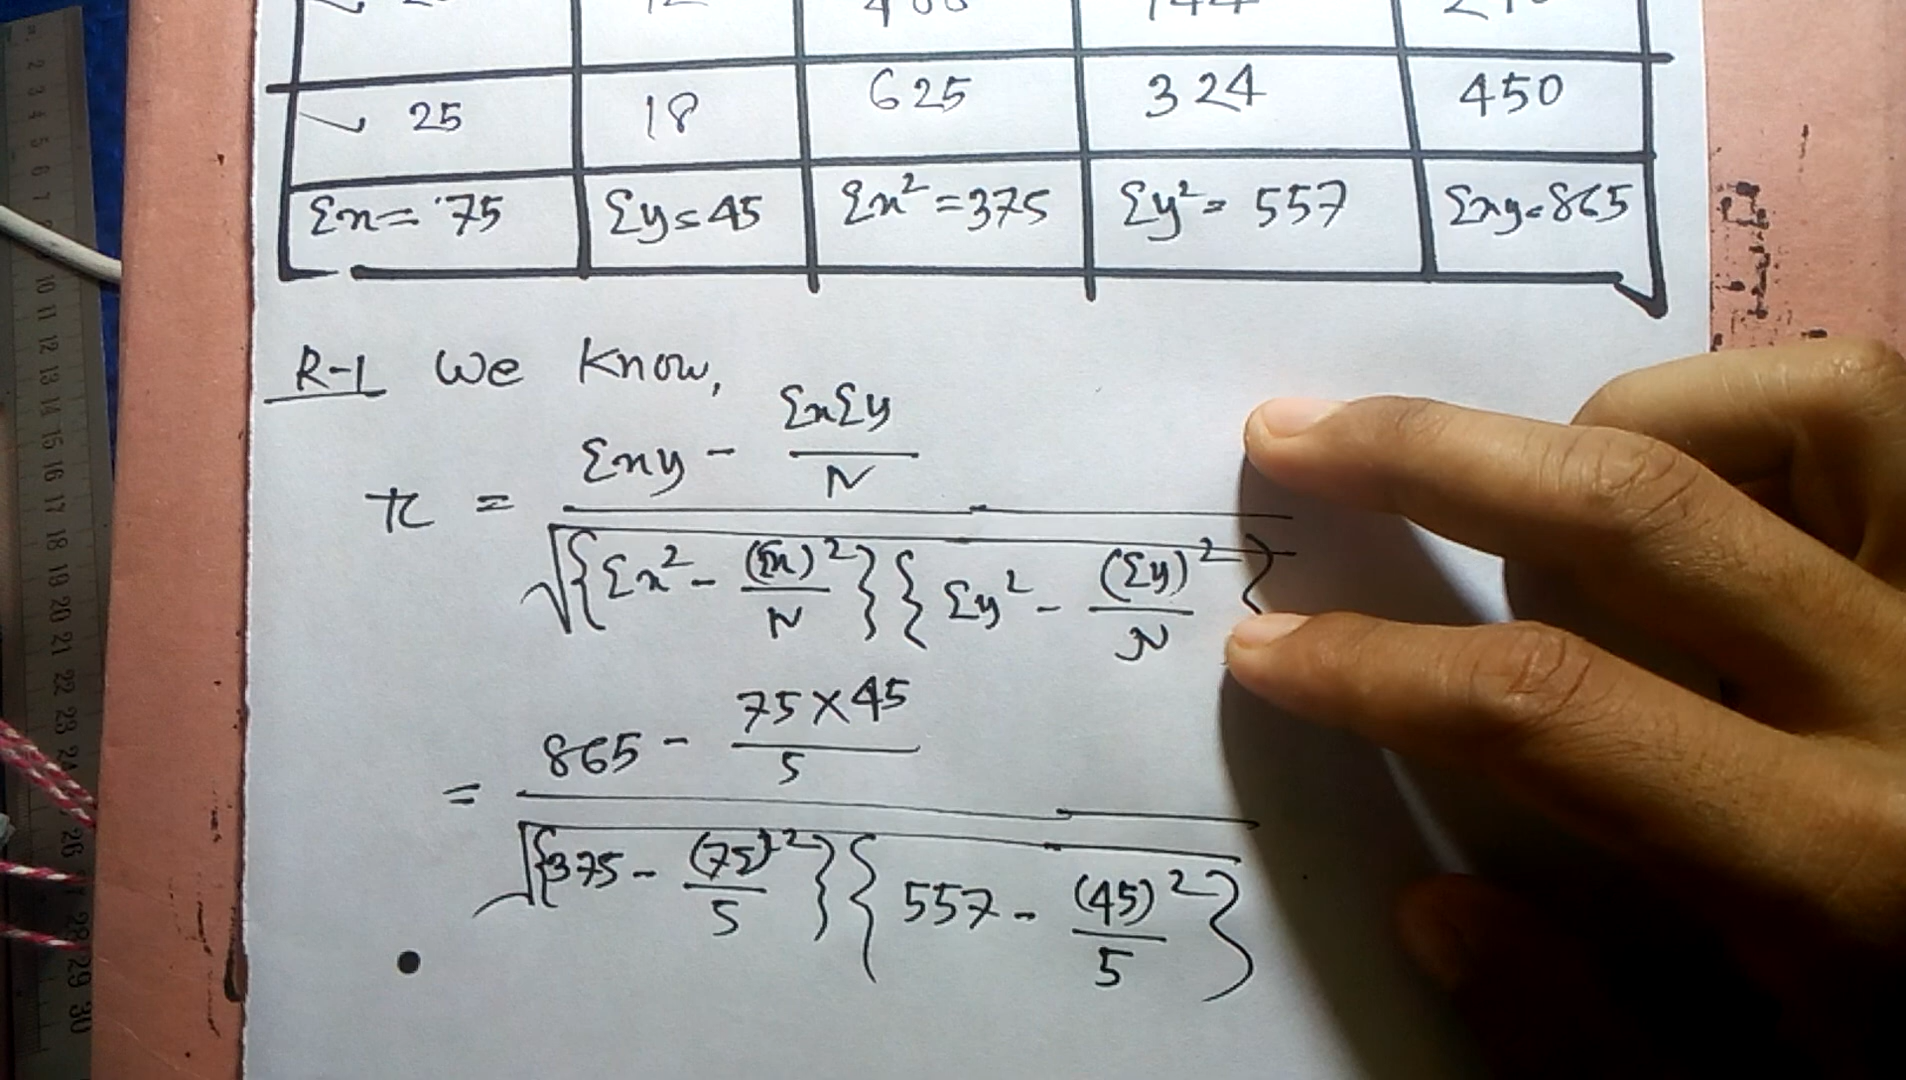 25 18 625 324 450
Σx = 75 Σy = 45 Σx² = 375 Σy² = 557 Σxy = 865
R-1 We Know,
r = Σxy - ΣxΣy/N / √{Σx² - (Σx)²/N}{Σy² - (Σy)²/N}
= 865 - 75×45/5 / √{375 - (75)²/5}{557 - (45)²/5}